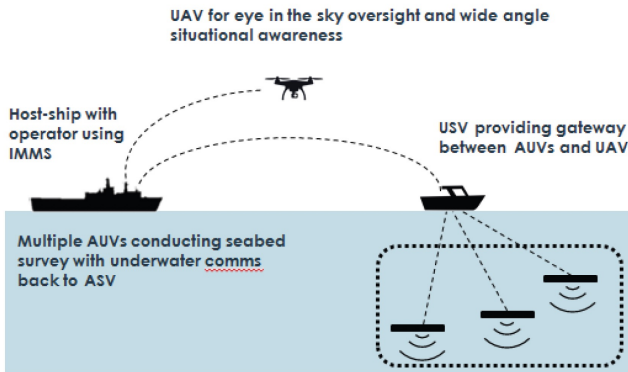 UAV for eye in the sky oversight and wide angle
situational awareness
Host-ship with
operator using
IMMS
USV providing gateway
between AUVs and UAV
Multiple AUVs conducting seabed
survey with underwater comms
back to ASV